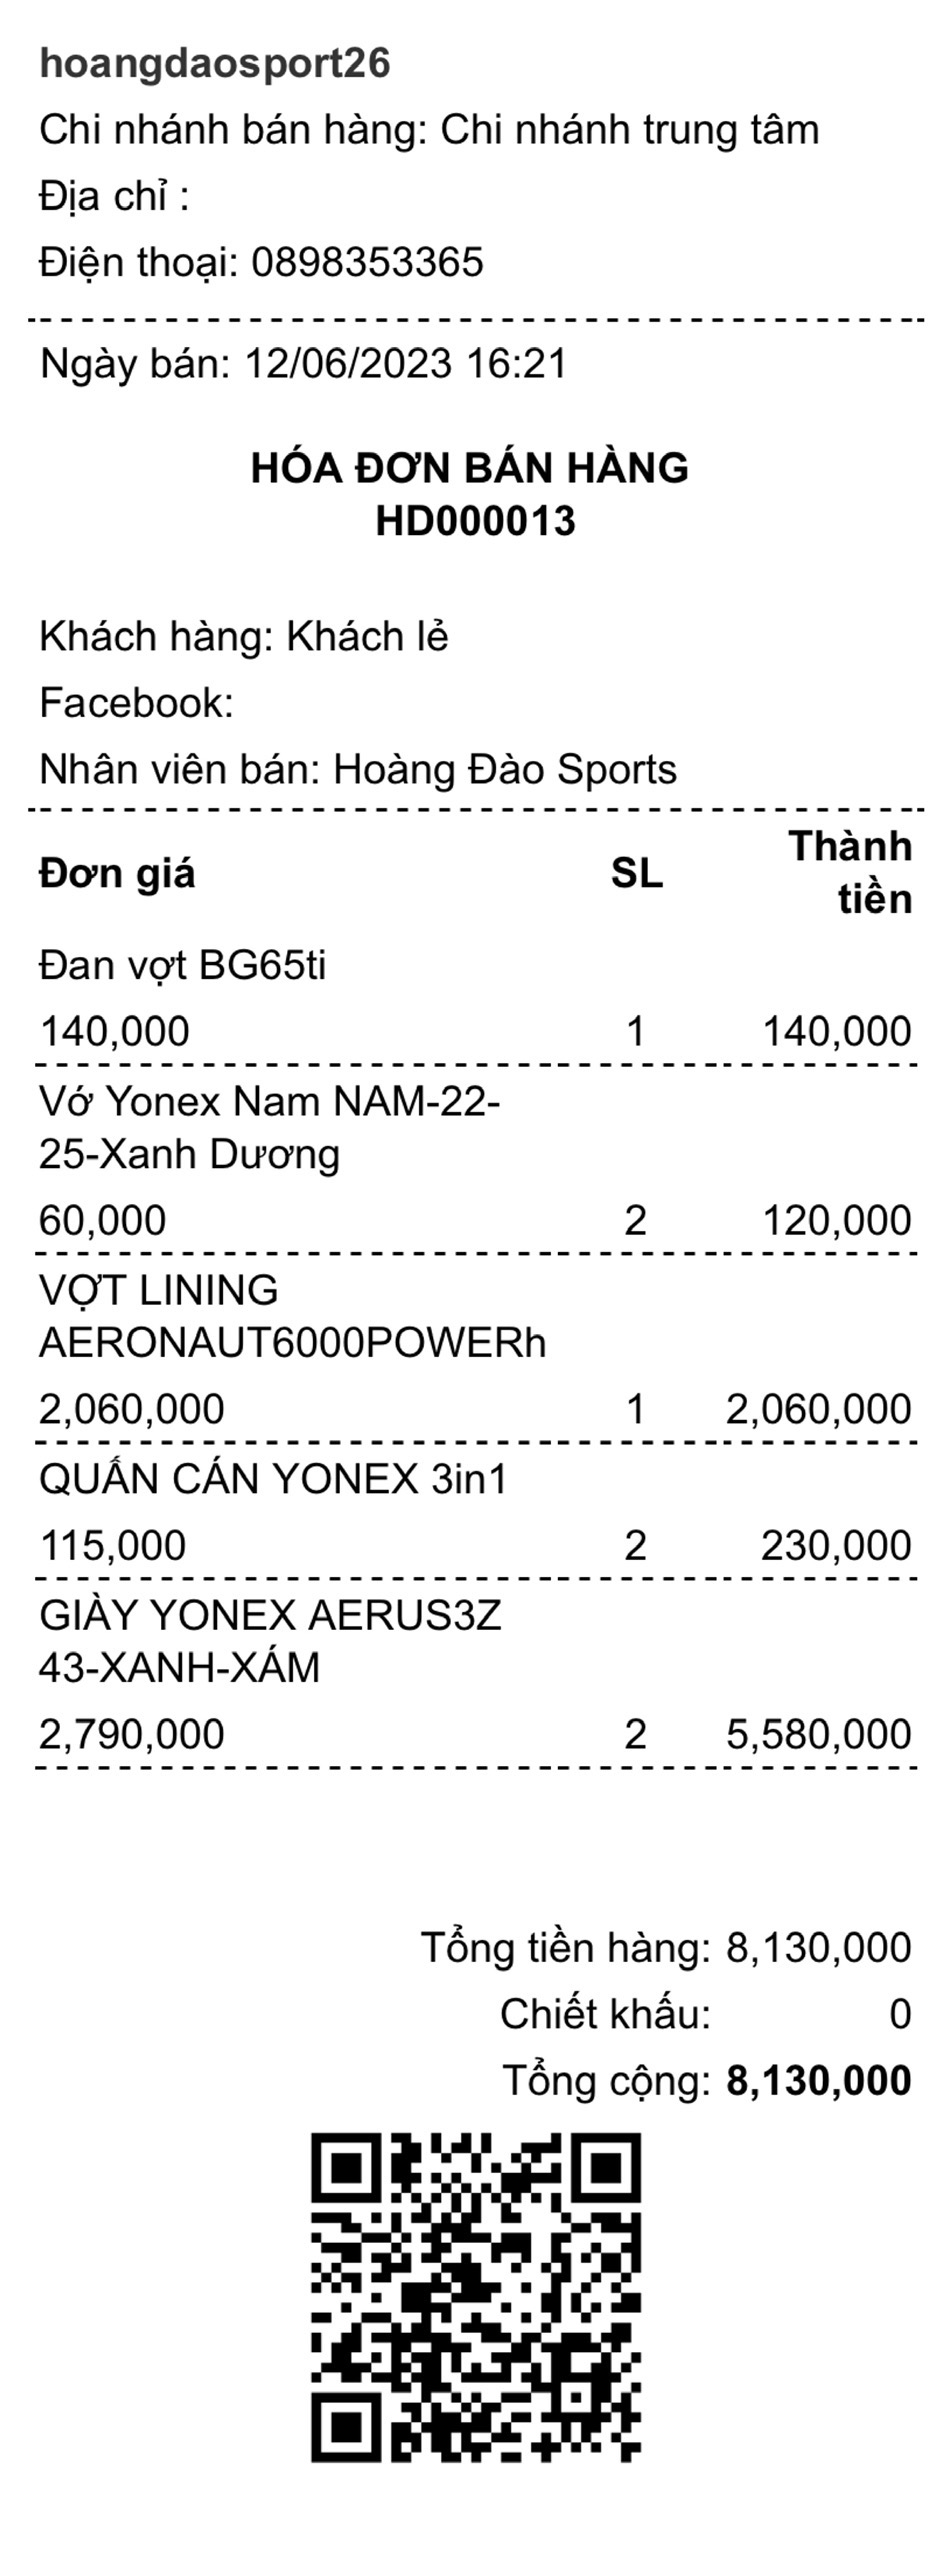 hoangdaosport26
Chi nhánh bán hàng: Chi nhánh trung tâm
Địa chỉ :
Điện thoại: 0898353365
Ngày bán: 12/06/2023 16:21
HÓA ĐƠN BÁN HÀNG
HD000013
Khách hàng: Khách lẻ
Facebook:
Nhân viên bán: Hoàng Đào Sports
Đơn giá SL Thành tiền
Đan vợt BG65ti
140,000 1 140,000
Vớ Yonex Nam NAM-22-
25-Xanh Dương
60,000 2 120,000
VỢT LINING
AERONAUT6000POWERh
2,060,000 1 2,060,000
QUẤN CÁN YONEX 3in1
115,000 2 230,000
GIÀY YONEX AERUS3Z
43-XANH-XÁM
2,790,000 2 5,580,000
Tổng tiền hàng: 8,130,000
Chiết khấu: 0
Tổng cộng: 8,130,000